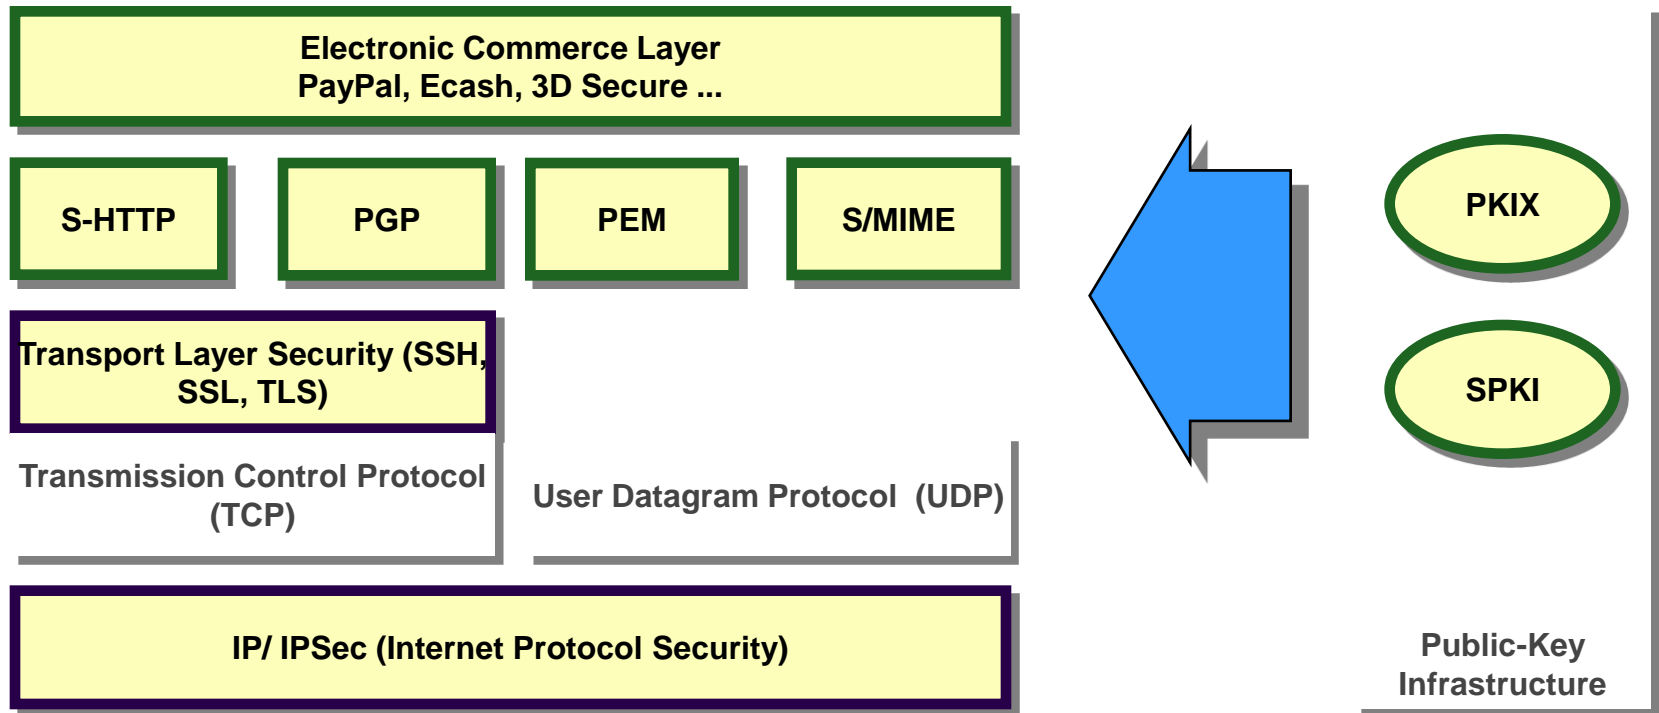 Electronic Commerce Layer
PayPal, Ecash, 3D Secure ...
S-HTTP
PGP
PEM
S/MIME
Transport Layer Security (SSH,
SSL, TLS)
Transmission Control Protocol
(TCP)
User Datagram Protocol  (UDP)
IP/ IPSec (Internet Protocol Security)
PKIX
SPKI
Public-Key
Infrastructure